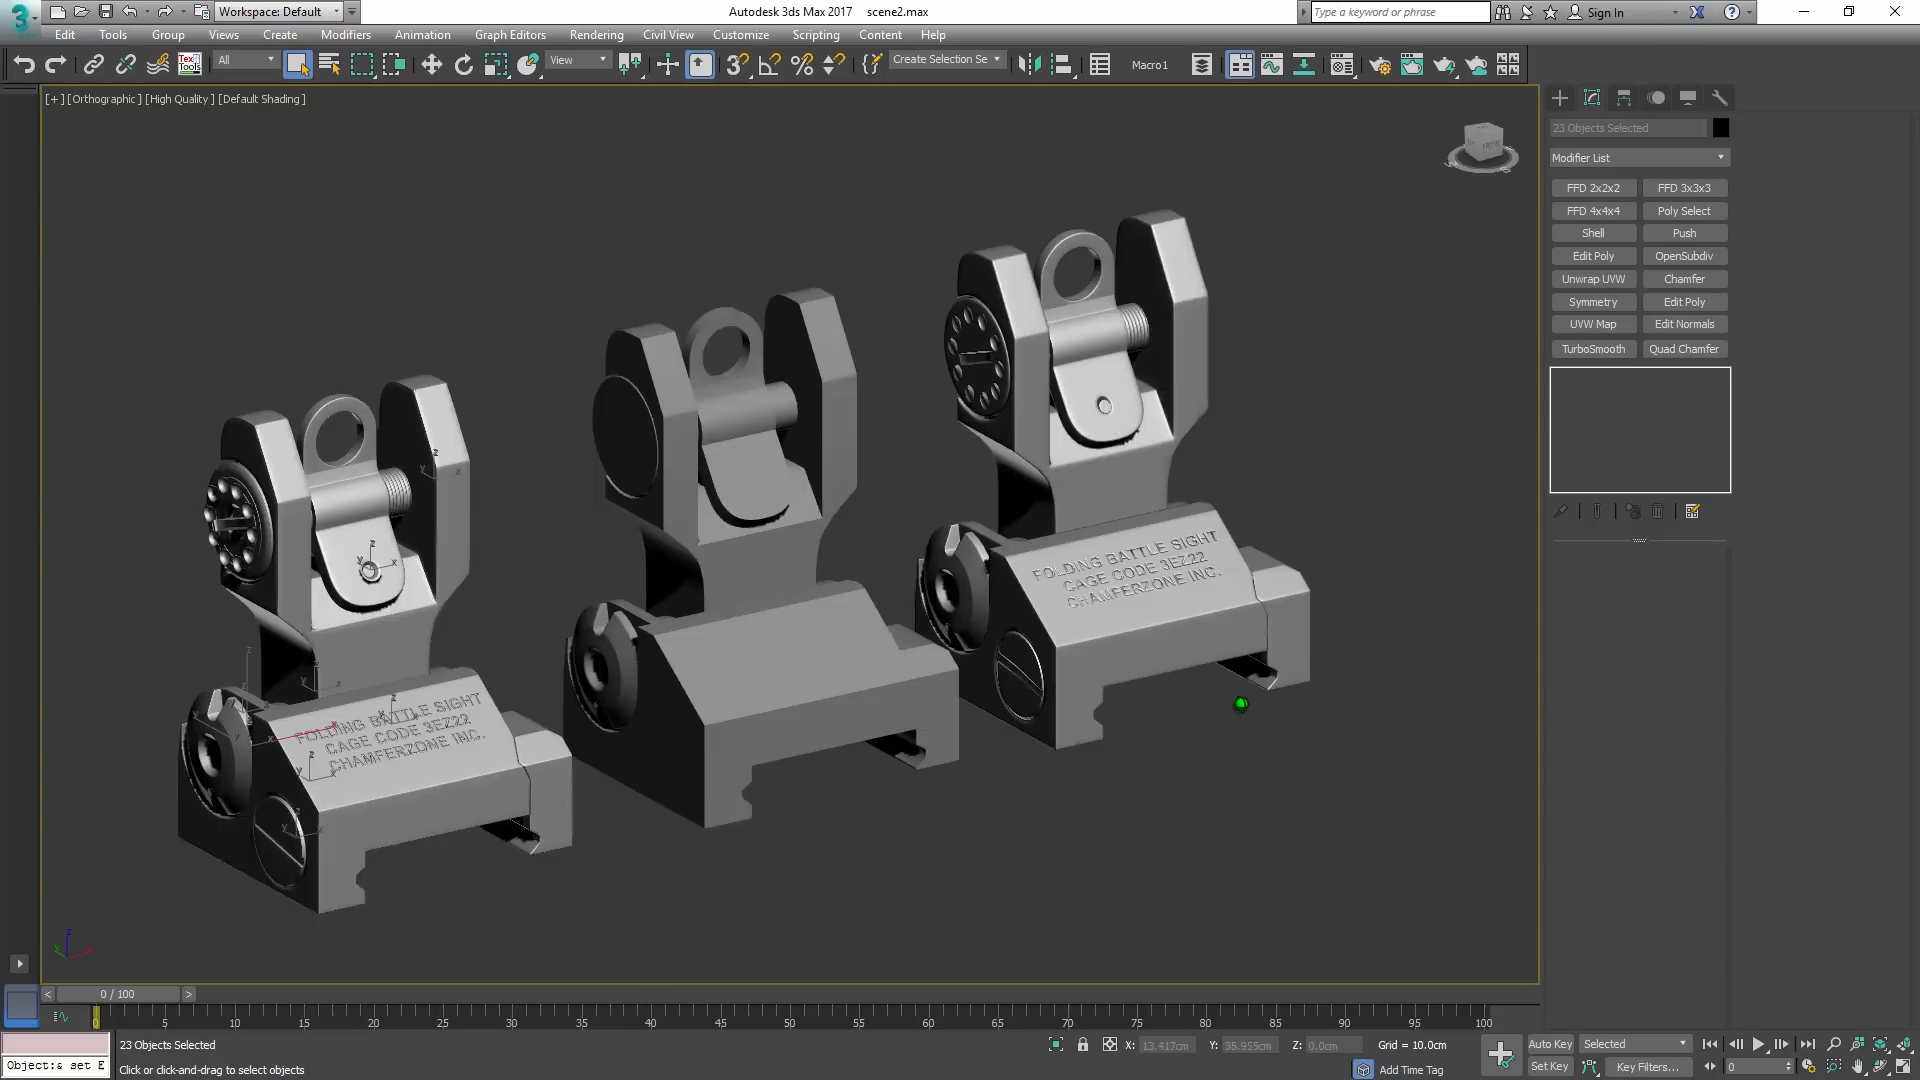 3 Workspace: Default Autodesk 3ds Max 2017 scene2.max Type a keyword or phrase Sign In
Edit Tools Group Views Create Modifiers Animation Graph Editors Rendering Civil View Customize Scripting Content Help
Tex Tools All View 3 Create Selection Se Macro1
[+] [Orthographic ] [High Quality ] [Default Shading ]
23 Objects Selected
Modifier List
FFD 2x2x2 FFD 3x3x3
FFD 4x4x4 Poly Select
Shell Push
Edit Poly OpenSubdiv
Unwrap UVW Chamfer
Symmetry Edit Poly
UVW Map Edit Normals
TurboSmooth Quad Chamfer
FOLDING BATTLE SIGHT
CAGE CODE 3EZ22
CHAMFERZONE INC.
FOLDING BATTLE SIGHT
CAGE CODE 3EZ22
CHAMFERZONE INC.
z
y x
< 0 / 100 >
0 5 10 15 20 25 30 35 40 45 50 55 60 65 70 75 80 85 90 95 100
23 Objects Selected X: 13.417cm Y: 35.955cm Z: 0.0cm Grid = 10.0cm Auto Key Selected
Object:& set E Click or click-and-drag to select objects Add Time Tag Set Key Key Filters... 0